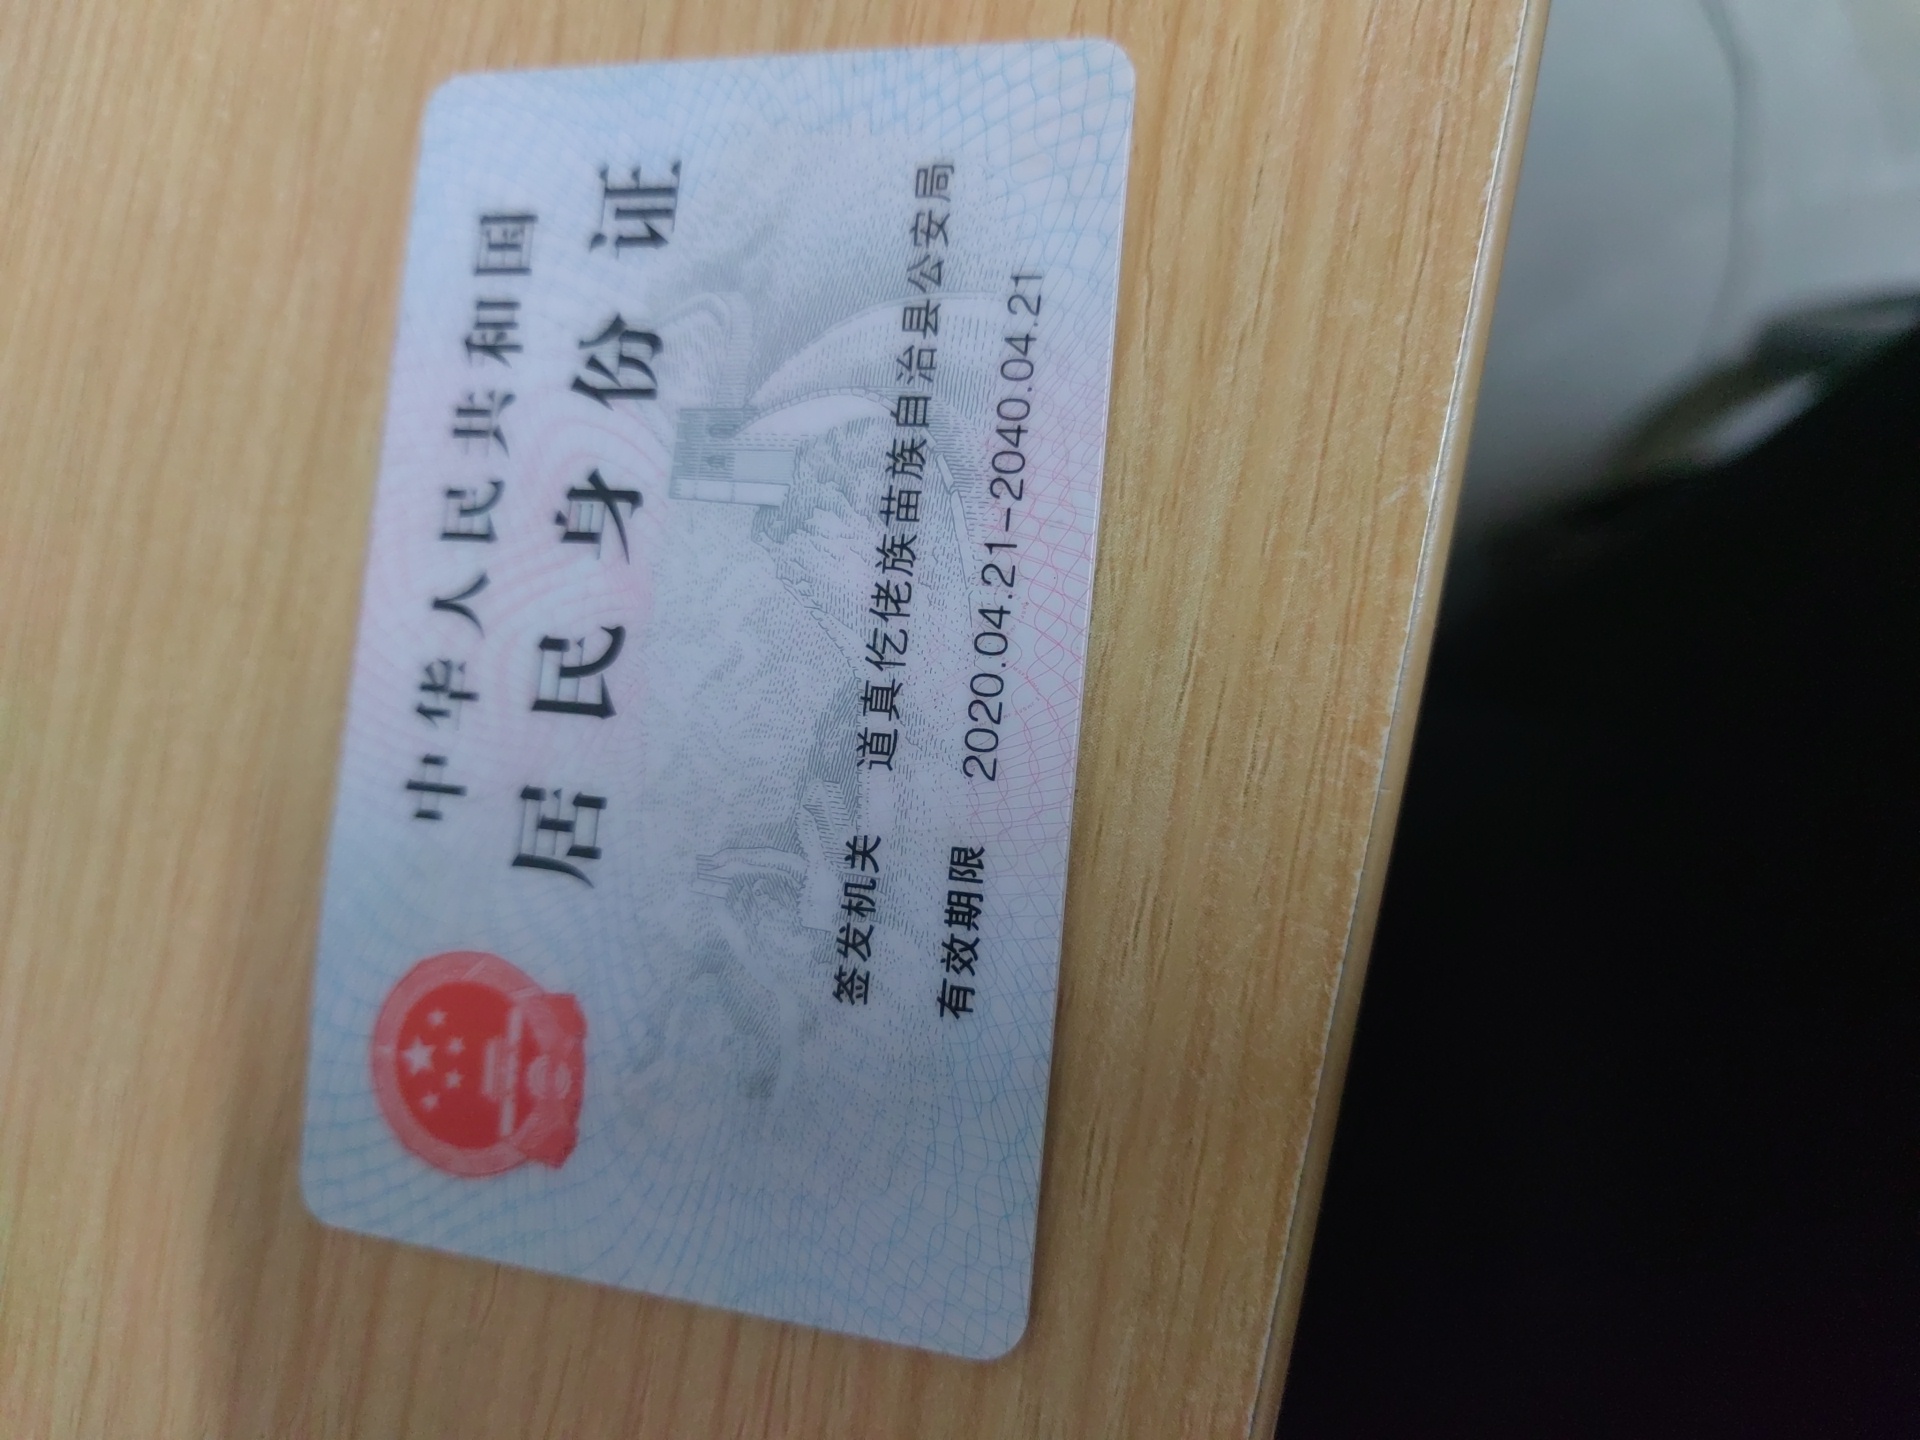 中华人民共和国
居民身份证
签发机关 道真仡佬族苗族自治县公安局
有效期限 2020.04.21-2040.04.21